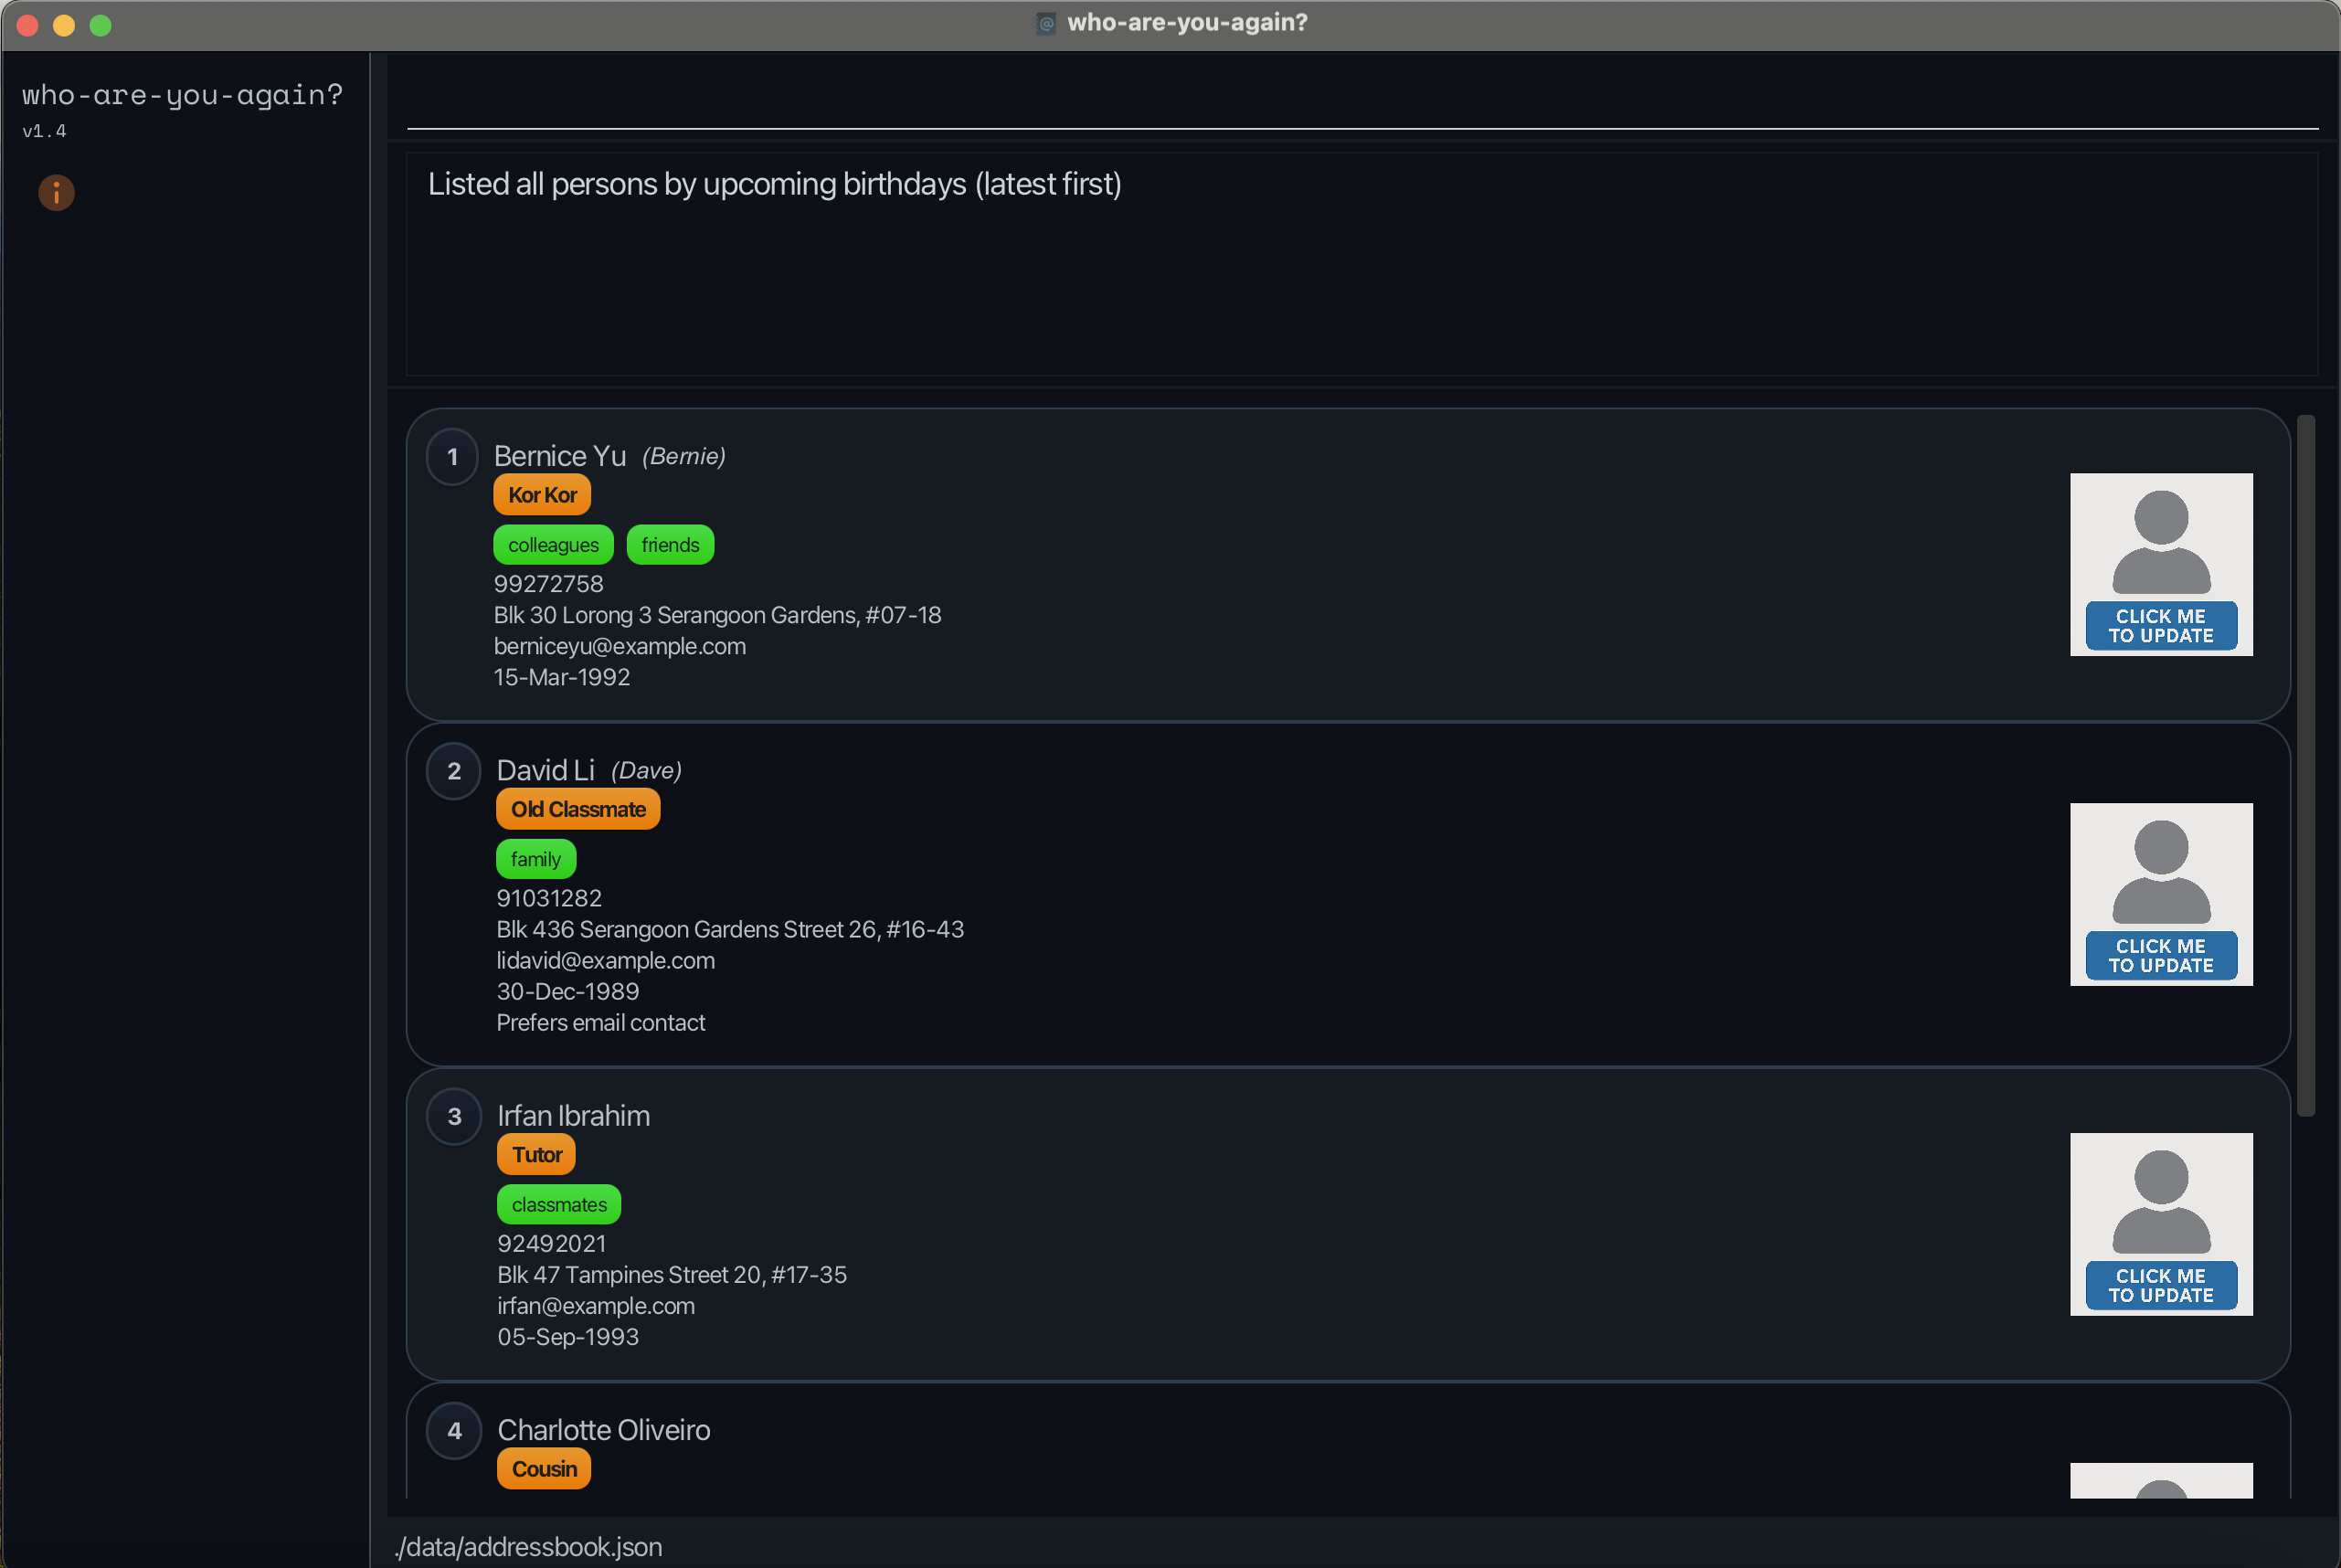 who-are-you-again?
who-are-you-again?
v1.4
Listed all persons by upcoming birthdays (latest first)
1 Bernice Yu (Bernie)
Kor Kor
colleagues friends
99272758
Blk 30 Lorong 3 Serangoon Gardens, #07-18
berniceyu@example.com
15-Mar-1992
CLICK ME
TO UPDATE
2 David Li (Dave)
Old Classmate
family
91031282
Blk 436 Serangoon Gardens Street 26, #16-43
lidavid@example.com
30-Dec-1989
Prefers email contact
CLICK ME
TO UPDATE
3 Irfan Ibrahim
Tutor
classmates
92492021
Blk 47 Tampines Street 20, #17-35
irfan@example.com
05-Sep-1993
CLICK ME
TO UPDATE
4 Charlotte Oliveiro
Cousin
./data/addressbook.json